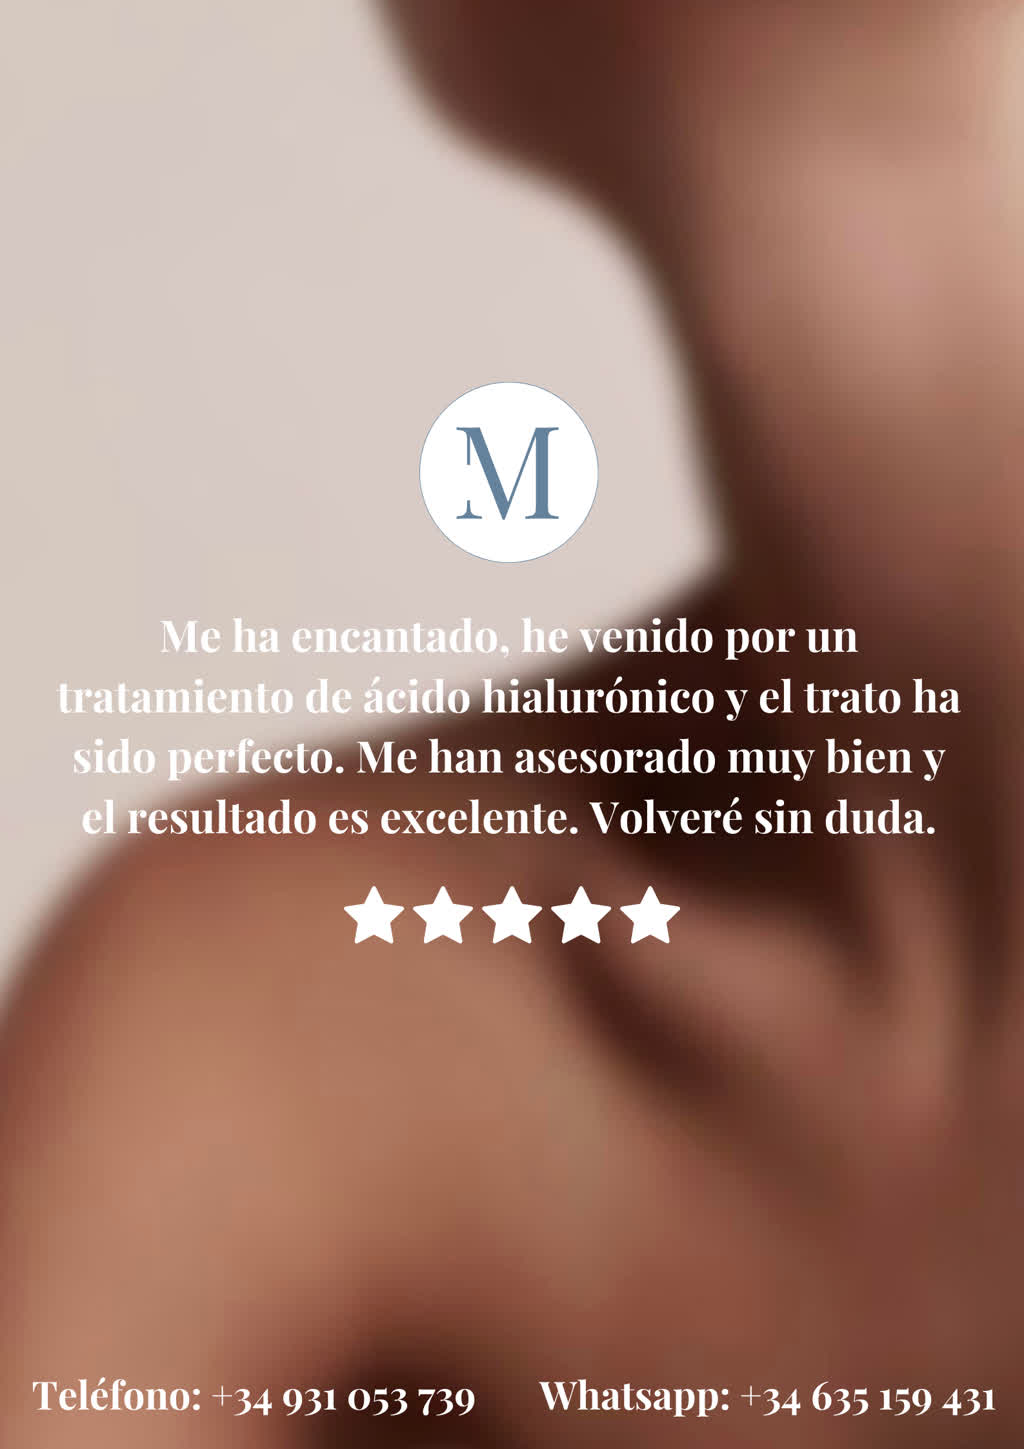 M
Me ha encantado, he venido por un
tratamiento de ácido hialurónico y el trato ha
sido perfecto. Me han asesorado muy bien y
el resultado es excelente. Volveré sin duda.
Teléfono: +34 931 053 739
Whatsapp: +34 635 159 431